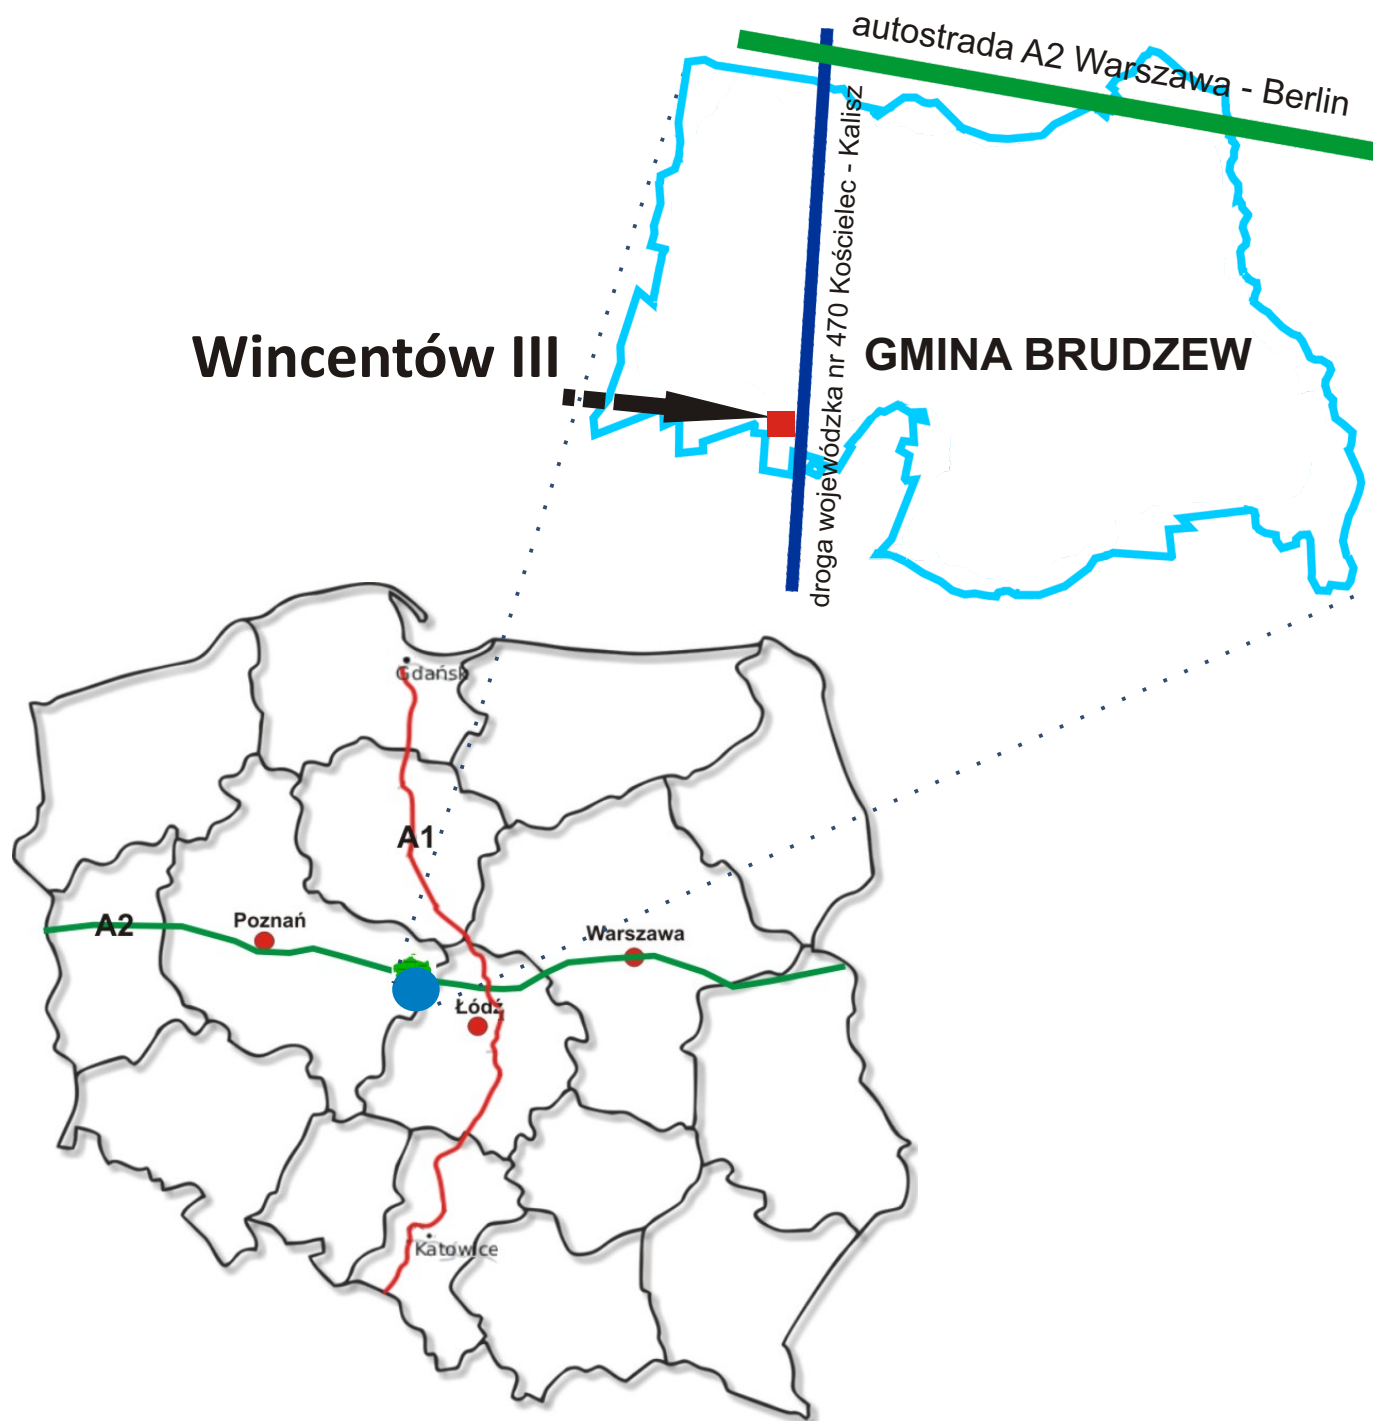 autostrada A2 Warszawa - Berlin
droga wojewódzka nr 470 Kościelec - Kalisz
Wincentów III
GMINA BRUDZEW
Gdańsk
A1
A2
Poznań
Warszawa
Łódź
Katowice